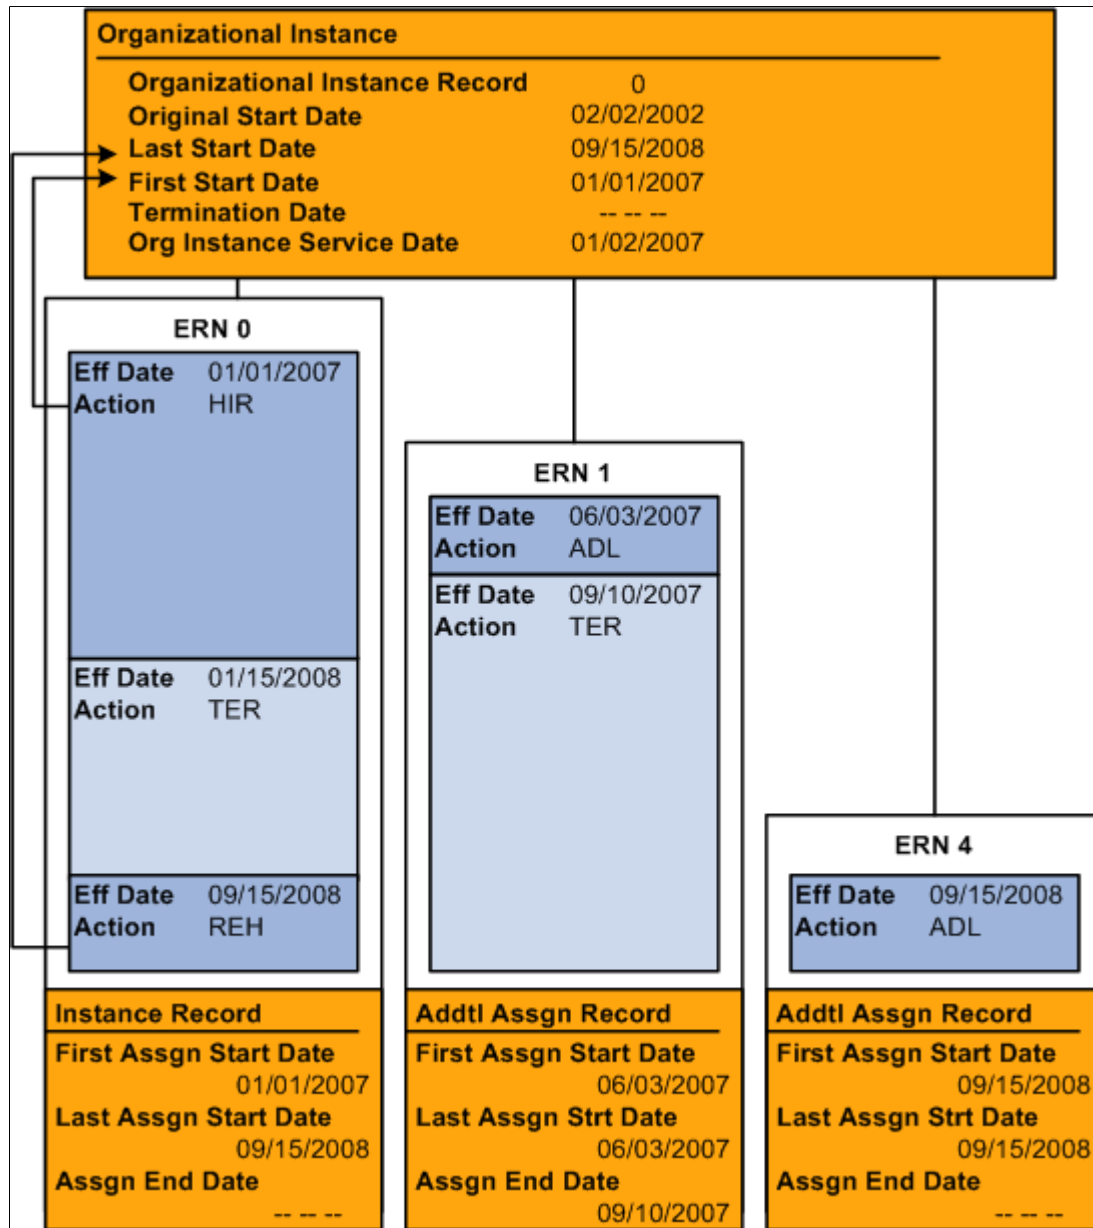 Organizational Instance
Organizational Instance Record 0
Original Start Date 02/02/2002
Last Start Date 09/15/2008
First Start Date 01/01/2007
Termination Date -- -- --
Org Instance Service Date 01/02/2007
ERN 0
Eff Date 01/01/2007
Action HIR
Eff Date 01/15/2008
Action TER
Eff Date 09/15/2008
Action REH
Instance Record
First Assgn Start Date
01/01/2007
Last Assgn Start Date
09/15/2008
Assgn End Date
-- -- --
ERN 1
Eff Date 06/03/2007
Action ADL
Eff Date 09/10/2007
Action TER
Addtl Assgn Record
First Assgn Start Date
06/03/2007
Last Assgn Strt Date
06/03/2007
Assgn End Date
09/10/2007
ERN 4
Eff Date 09/15/2008
Action ADL
Addtl Assgn Record
First Assgn Start Date
09/15/2008
Last Assgn Strt Date
09/15/2008
Assgn End Date
-- -- --